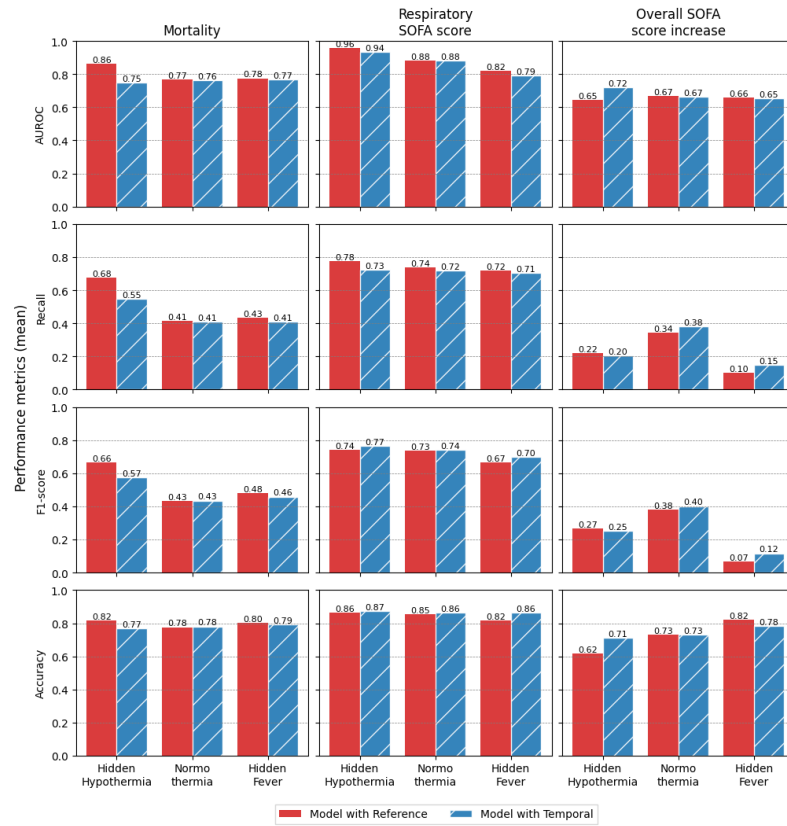 Mortality
Respiratory
SOFA score
Overall SOFA
score increase
Performance metrics (mean)
AUROC
1.0
0.8
0.6
0.4
0.2
0.0
0.86 0.75 0.77 0.76 0.78 0.77
0.96 0.94 0.88 0.88 0.82 0.79
0.65 0.72 0.67 0.67 0.66 0.65
Recall
1.0
0.8
0.6
0.4
0.2
0.0
0.68 0.55 0.41 0.41 0.43 0.41
0.78 0.73 0.74 0.72 0.72 0.71
0.22 0.20 0.34 0.38 0.10 0.15
F1-score
1.0
0.8
0.6
0.4
0.2
0.0
0.66 0.57 0.43 0.43 0.48 0.46
0.74 0.77 0.73 0.74 0.67 0.70
0.27 0.25 0.38 0.40 0.07 0.12
Accuracy
1.0
0.8
0.6
0.4
0.2
0.0
0.82 0.77 0.78 0.78 0.80 0.79
0.86 0.87 0.85 0.86 0.82 0.86
0.62 0.71 0.73 0.73 0.82 0.78
Hidden
Hypothermia
Normo
thermia
Hidden
Fever
Hidden
Hypothermia
Normo
thermia
Hidden
Fever
Hidden
Hypothermia
Normo
thermia
Hidden
Fever
Model with Reference
Model with Temporal